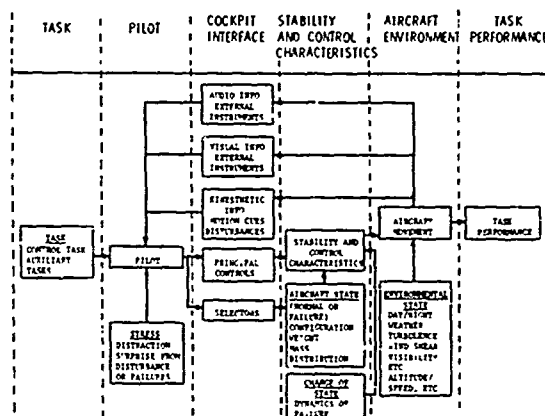 TASK
PILOT
COCKPIT
INTERFACE
STABILITY
AND CONTROL
CHARACTERISTICS
AIRCRAFT
ENVIRONMENT
TASK
PERFORMANCE
AUDIO INFO
EXTERNAL
INSTRUMENTS
VISUAL INFO
EXTERNAL
INSTRUMENTS
KINESTHETIC
INFO
MOTION CUES
DISTURBANCES
TASK
CONTROL TASK
AUXILIARY
TASKS
PILOT
PRINCIPAL
CONTROLS
SELECTORS
STABILITY AND
CONTROL
CHARACTERISTICS
AIRCRAFT
MOVEMENT
TASK
PERFORMANCE
STRESS
DISTRACTION
SURPRISE FROM
DISTURBANCE
OR FAILURES
AIRCRAFT STATE
(NORMAL OR
FAILURE)
CONFIGURATION
WEIGHT
MASS
DISTRIBUTION
CHANGE OF
STATE
DYNAMICS OF
FAILURE
ENVIRONMENTAL
STATE
DAY/NIGHT
WEATHER
TURBULENCE
WIND SHEAR
VISIBILITY
ETC
ALTITUDE/
SPEED, ETC